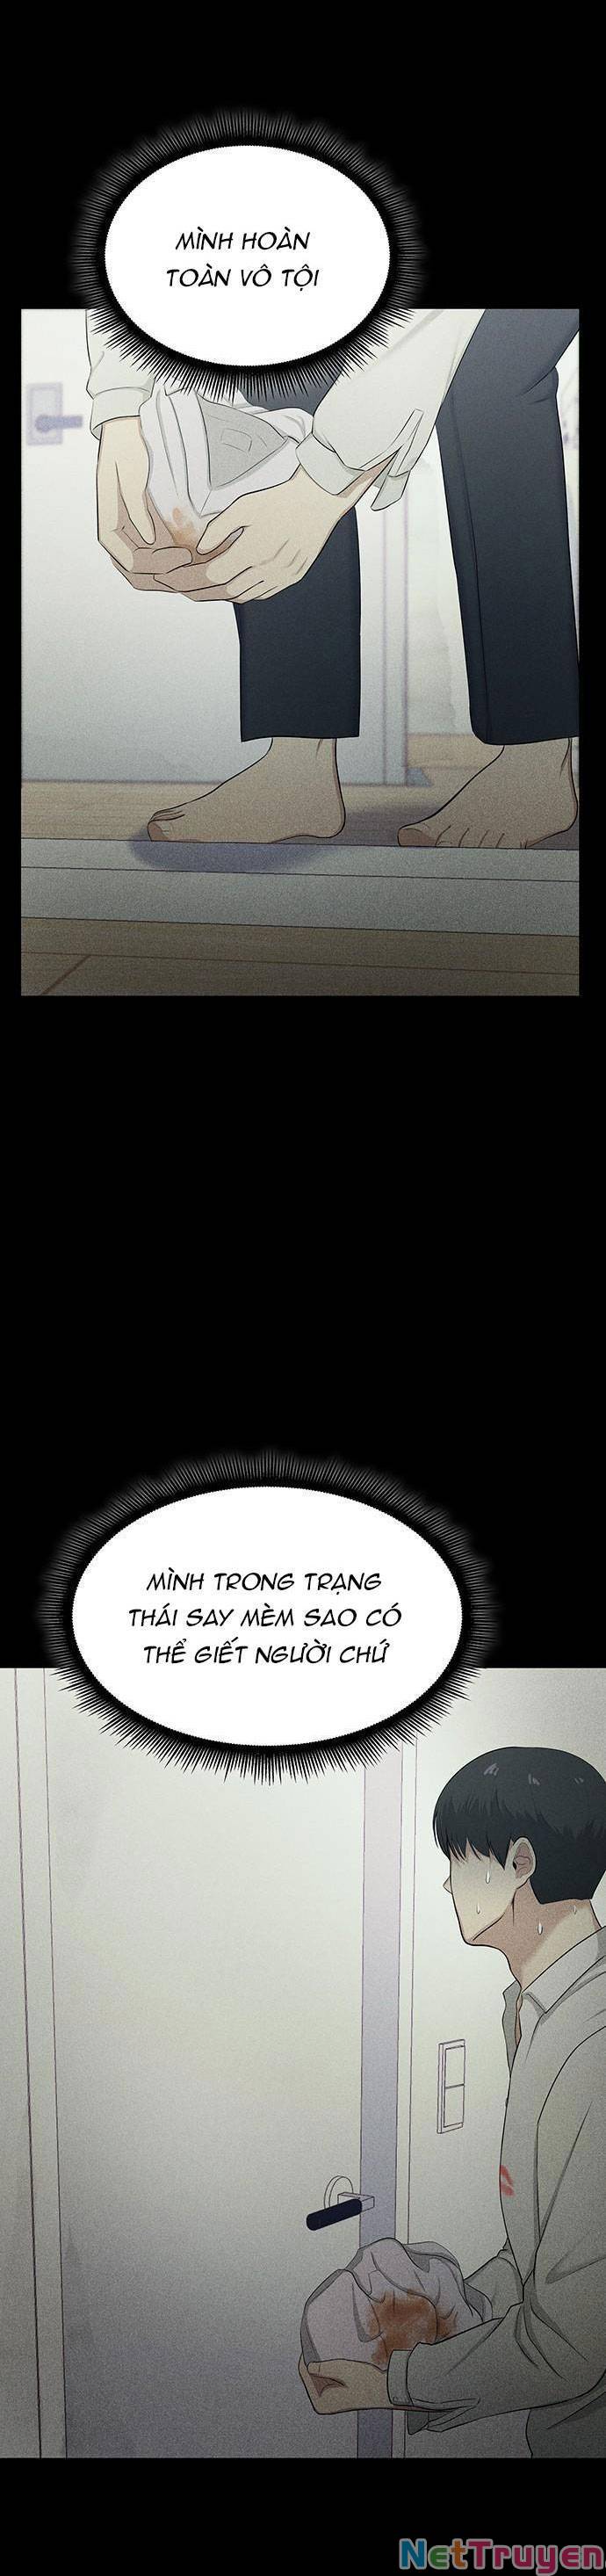 MÌNH HOÀN
TOÀN VÔ TỘI
MÌNH TRONG TRẠNG
THÁI SAY MÈM SAO CÓ
THỂ GIẾT NGƯỜI CHỨ
NetTruyen